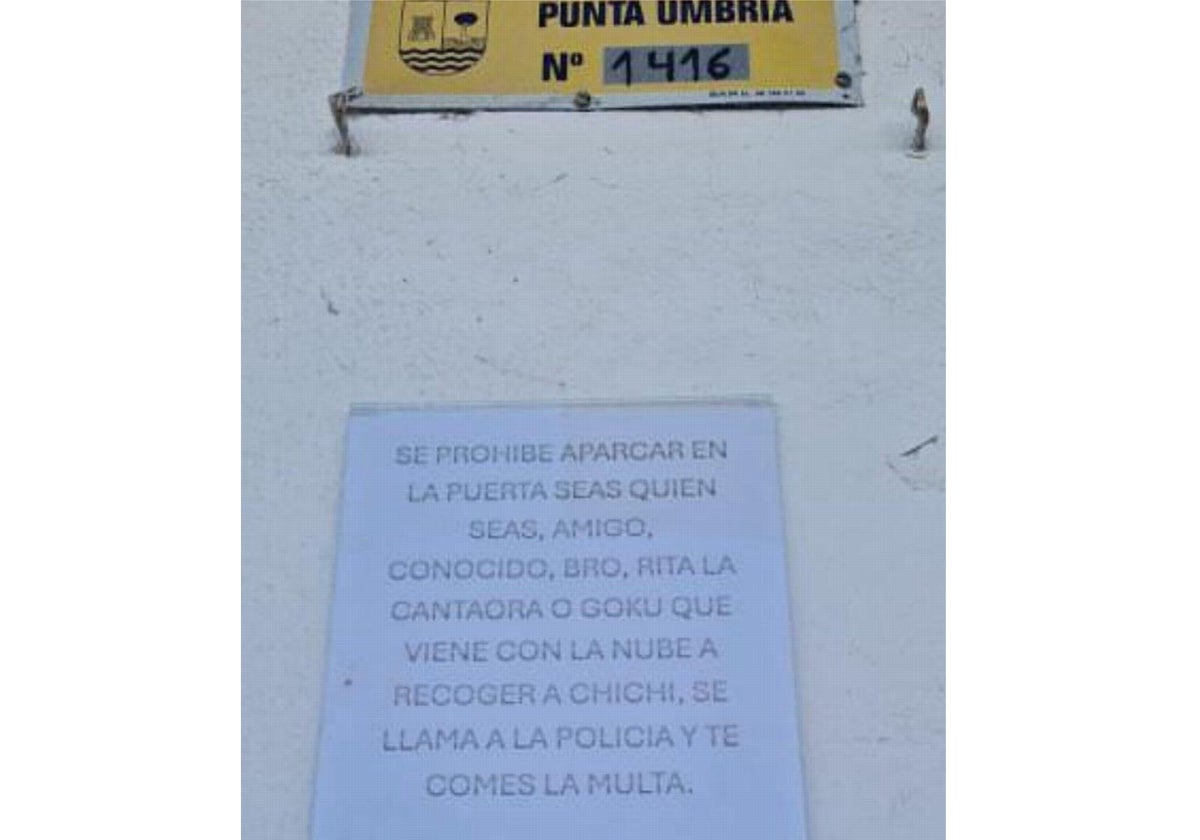 PUNTA UMBRIA
Nº 1416
SE PROHIBE APARCAR EN
LA PUERTA SEAS QUIEN
SEAS, AMIGO,
CONOCIDO, BRO, RITA LA
CANTAORA O GOKU QUE
VIENE CON LA NUBE A
RECOGER A CHICHI, SE
LLAMA A LA POLICIA Y TE
COMES LA MULTA.